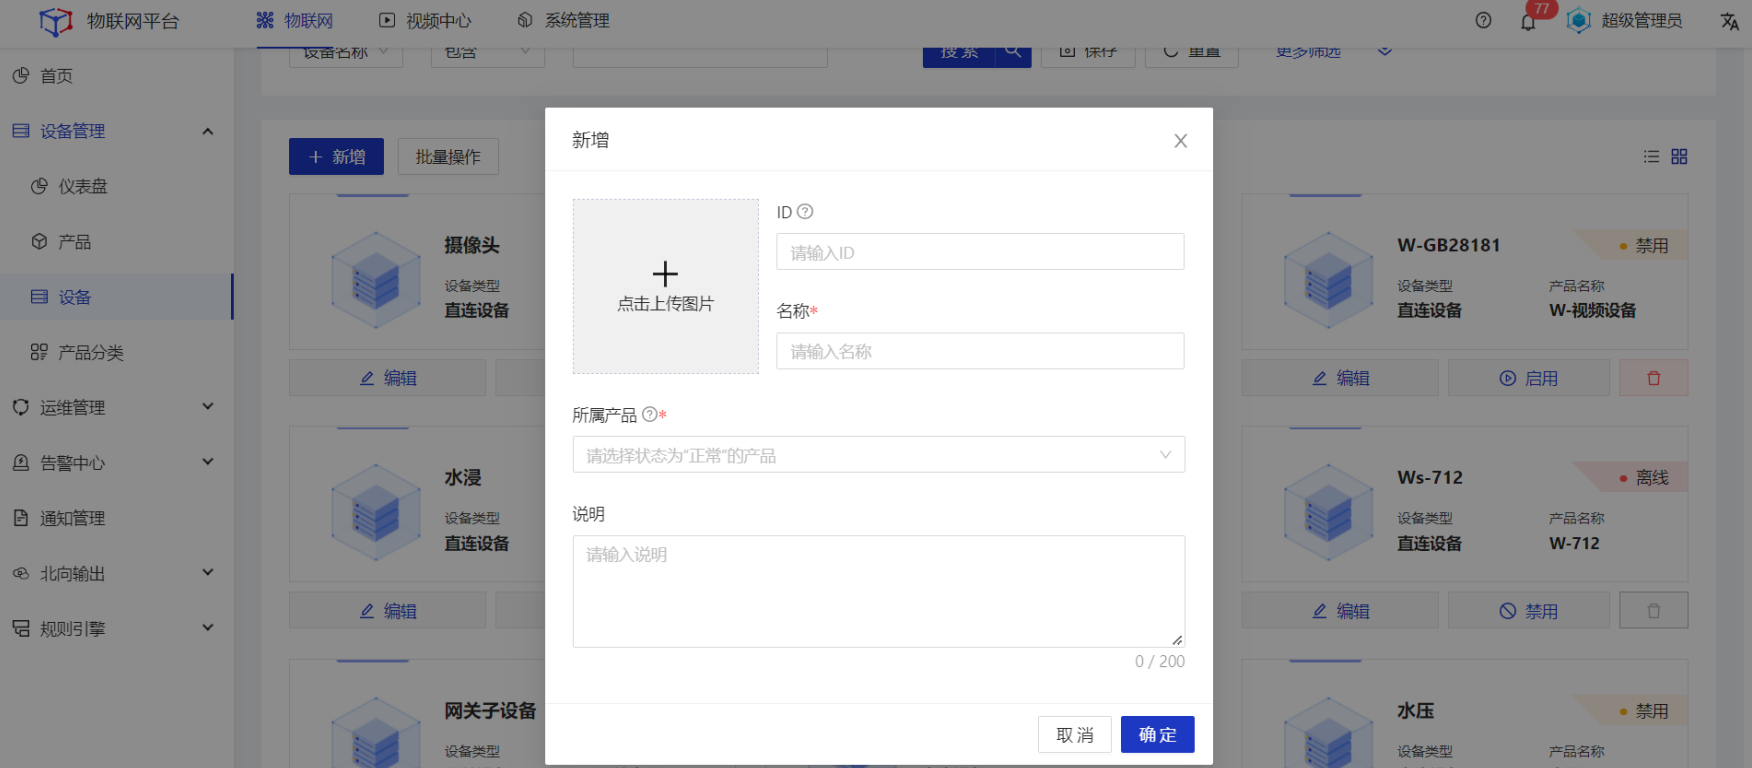 物联网平台
物联网
视频中心
系统管理
77
超级管理员
设备名称
包含
搜索
保存
重置
更多筛选
首页
设备管理
仪表盘
产品
设备
产品分类
运维管理
告警中心
通知管理
北向输出
规则引擎
新增
批量操作
摄像头
设备类型
直连设备
编辑
水浸
设备类型
直连设备
编辑
网关子设备
设备类型
新增
点击上传图片
ID
请输入ID
名称*
请输入名称
所属产品*
请选择状态为"正常"的产品
说明
请输入说明
0 / 200
取消
确定
W-GB28181
禁用
设备类型
产品名称
直连设备
W-视频设备
编辑
启用
Ws-712
离线
设备类型
产品名称
直连设备
W-712
编辑
禁用
水压
禁用
设备类型
产品名称